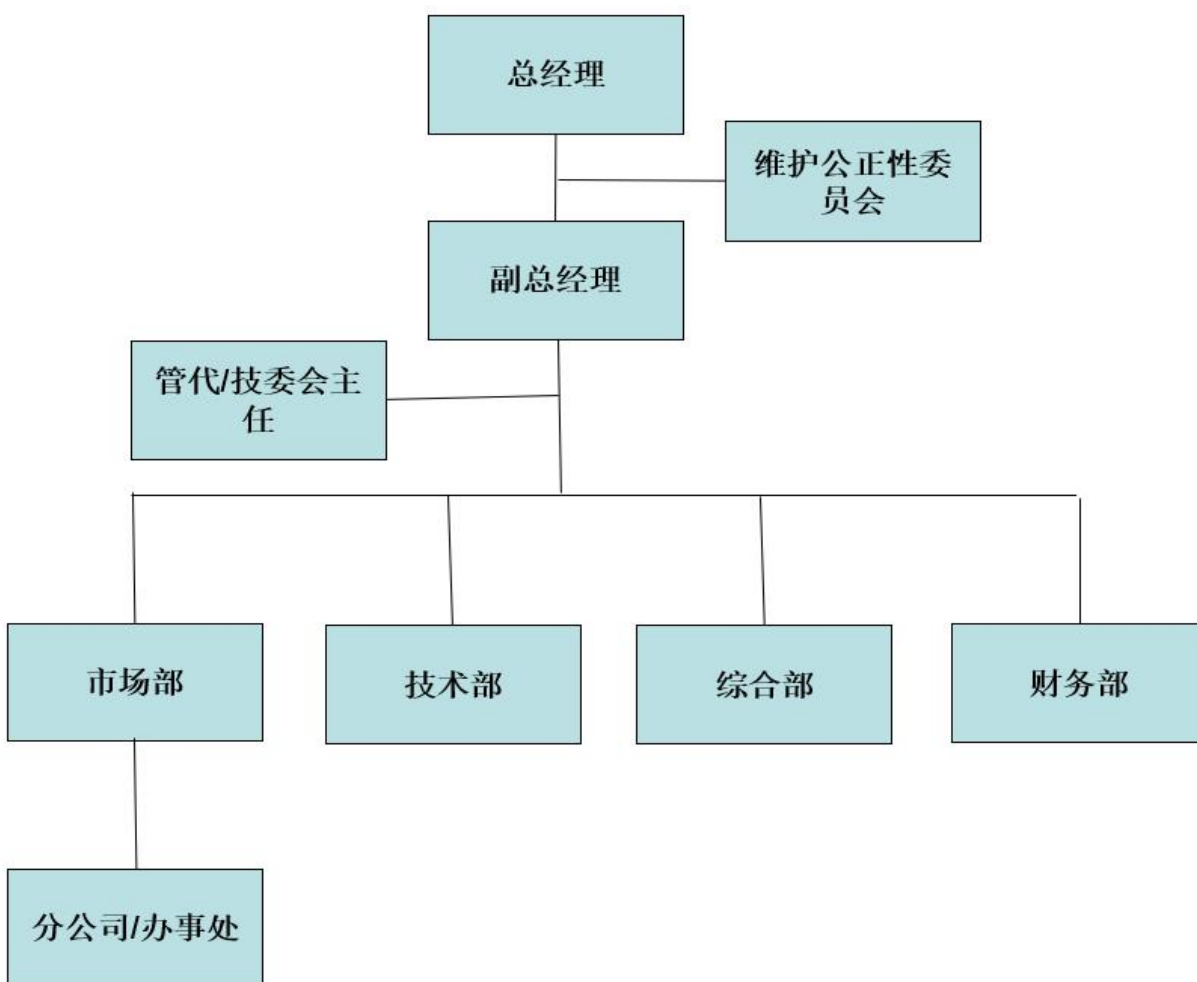 总经理
维护公正性委
员会
副总经理
管代/技委会主
任
市场部
技术部
综合部
财务部
分公司/办事处